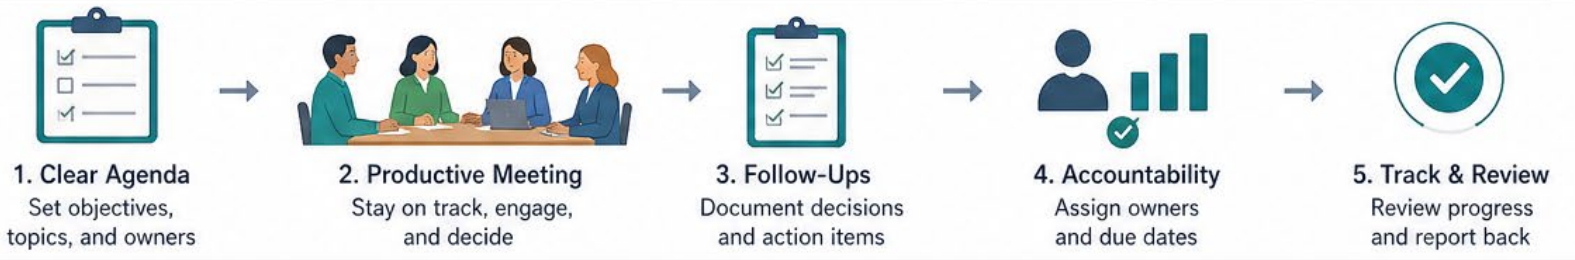 1. Clear Agenda
Set objectives,
topics, and owners
2. Productive Meeting
Stay on track, engage,
and decide
3. Follow-Ups
Document decisions
and action items
4. Accountability
Assign owners
and due dates
5. Track & Review
Review progress
and report back